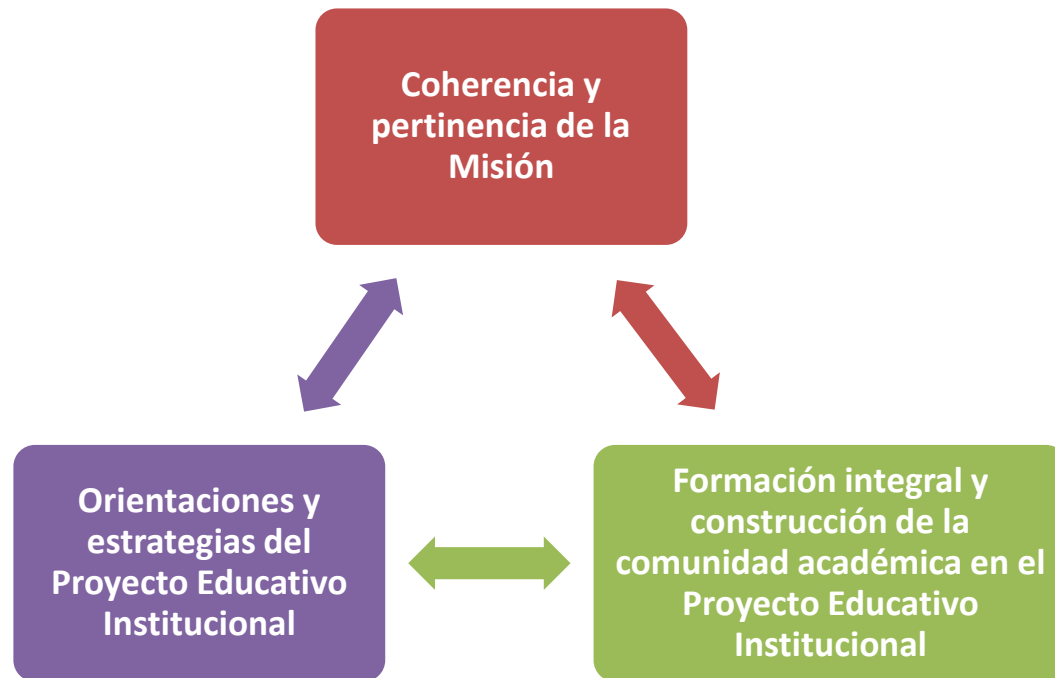 Coherencia y
pertinencia de la
Misión
Orientaciones y
estrategias del
Proyecto Educativo
Institucional
Formación integral y
construcción de la
comunidad académica en el
Proyecto Educativo
Institucional